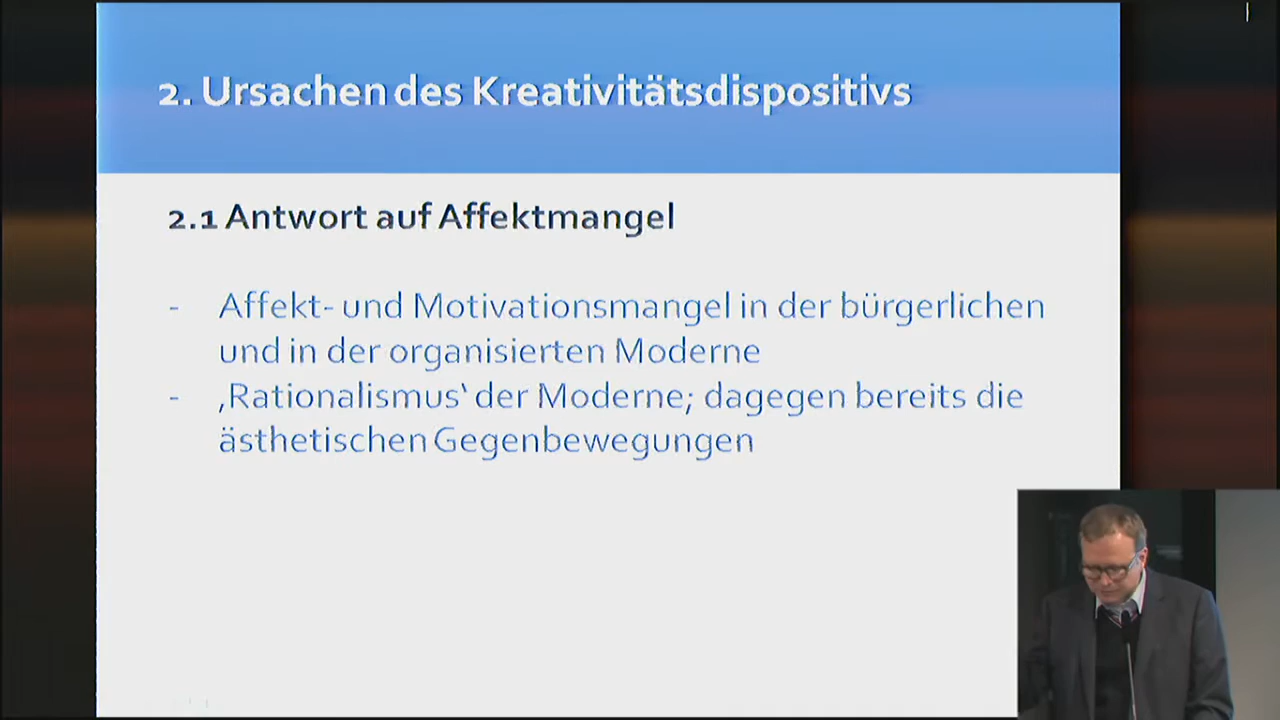 2. Ursachen des Kreativitätsdispositivs
2.1 Antwort auf Affektmangel
- Affekt- und Motivationsmangel in der bürgerlichen
und in der organisierten Moderne
- ‚Rationalismus‘ der Moderne; dagegen bereits die
ästhetischen Gegenbewegungen